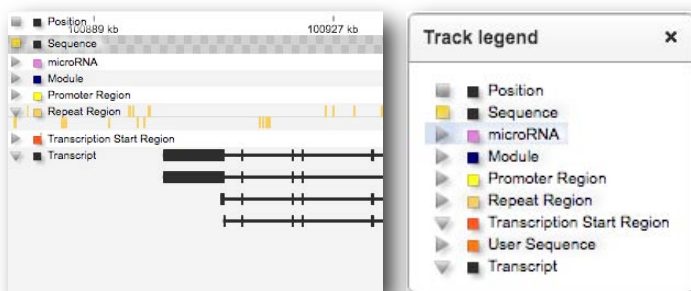 Position
100889 kb
100927 kb
Sequence
microRNA
Module
Promoter Region
Repeat Region
Transcription Start Region
Transcript
Track legend
×
Position
Sequence
microRNA
Module
Promoter Region
Repeat Region
Transcription Start Region
User Sequence
Transcript